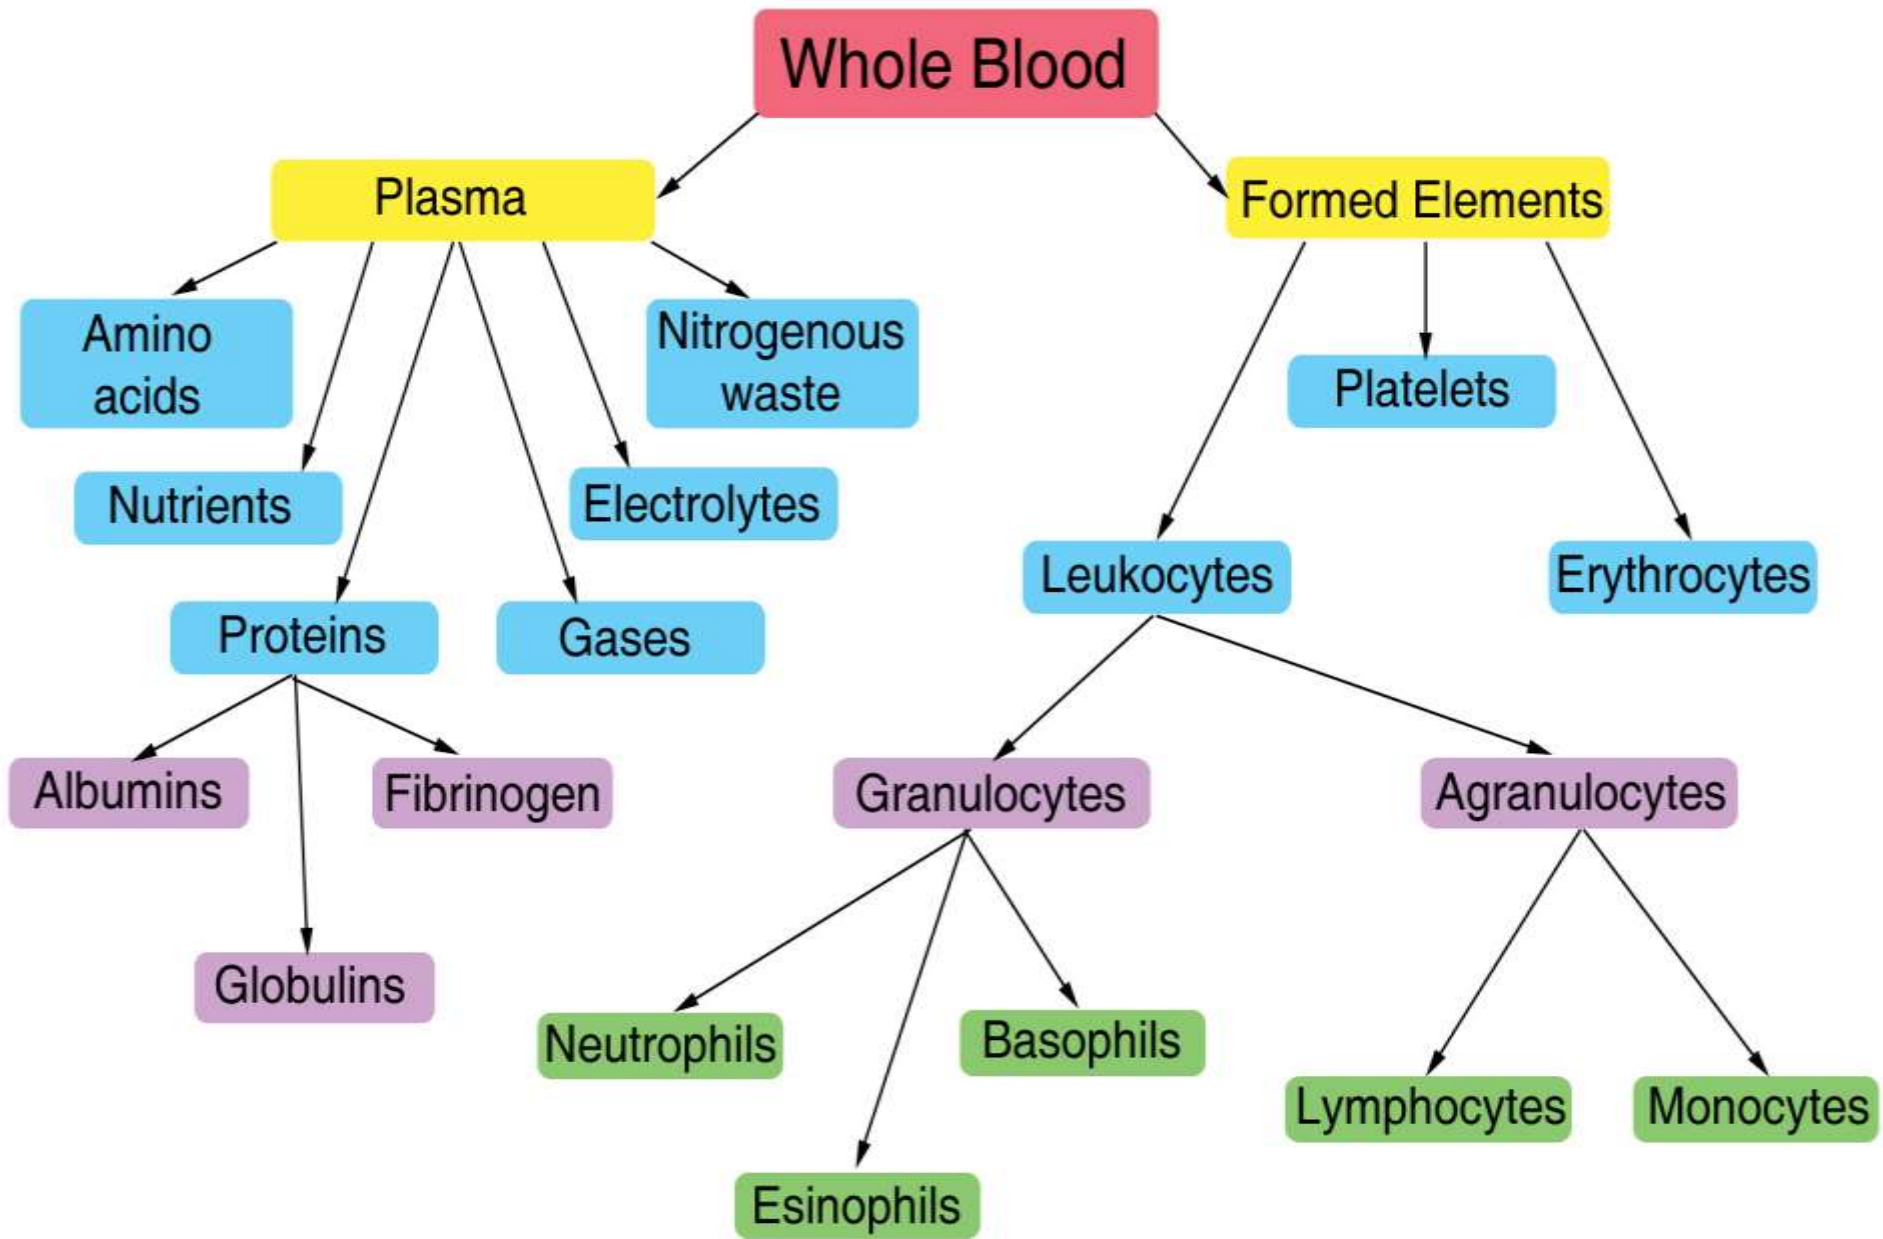 Whole Blood
Plasma
Formed Elements
Amino
acids
Nitrogenous
waste
Platelets
Nutrients
Electrolytes
Leukocytes
Erythrocytes
Proteins
Gases
Albumins
Fibrinogen
Granulocytes
Agranulocytes
Globulins
Neutrophils
Basophils
Lymphocytes
Monocytes
Esinophils